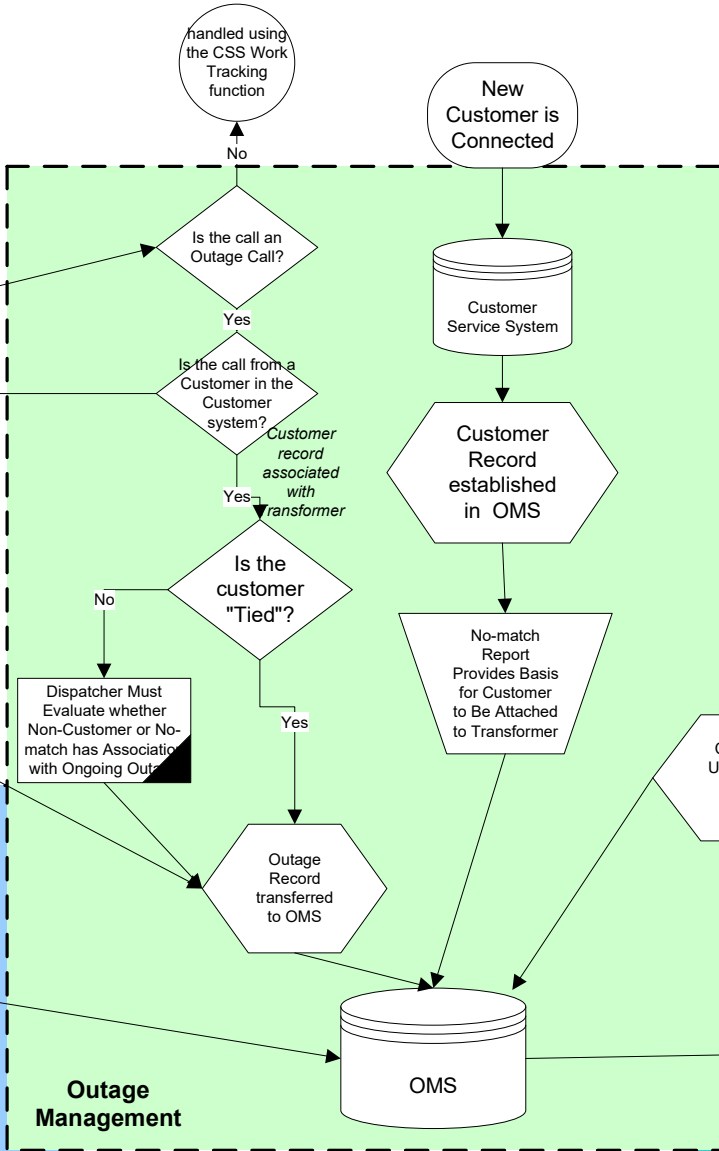 handled using
the CSS Work
Tracking
function
New
Customer is
Connected
No
Is the call an
Outage Call?
Customer
Service System
Yes
Is the call from a
Customer in the
Customer
system?
Customer
record
associated
with
Transformer
Customer
Record
established
in OMS
Yes
Is the
customer
"Tied"?
No
No-match
Report
Provides Basis
for Customer
to Be Attached
to Transformer
Dispatcher Must
Evaluate whether
Non-Customer or No-
match has Association
with Ongoing
Yes
Outage
Record
transferred
to OMS
OMS
Outage
Management